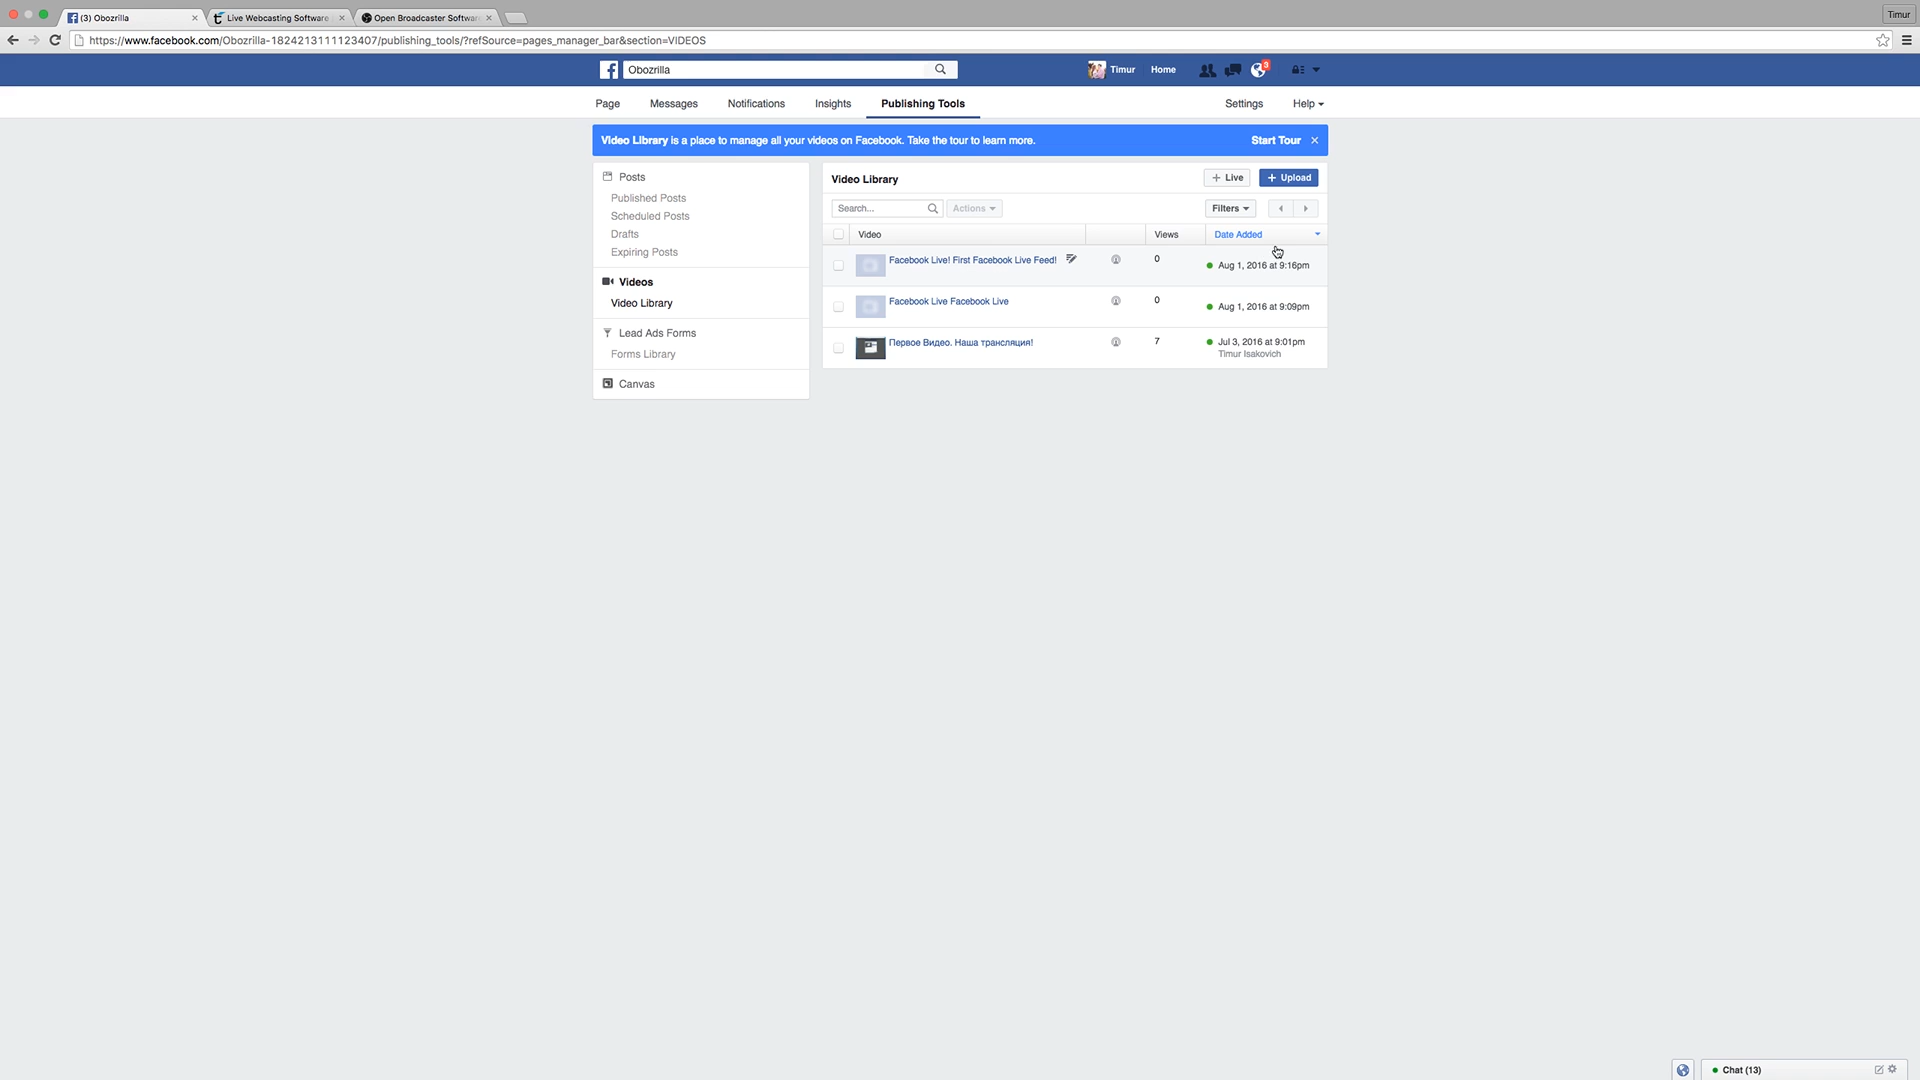 (3) Obozrilla
Live Webcasting Software
Open Broadcaster Softwar
Timur
https://www.facebook.com/Obozrilla-1824213111123407/publishing_tools/?refSource=pages_manager_bar&section=VIDEOS
Obozrilla
Timur Home
3
Page Messages Notifications Insights Publishing Tools Settings Help
Video Library is a place to manage all your videos on Facebook. Take the tour to learn more. Start Tour
Posts
Published Posts
Scheduled Posts
Drafts
Expiring Posts
Videos
Video Library
Lead Ads Forms
Forms Library
Canvas
Video Library
+ Live
+ Upload
Search...
Actions
Filters
Video Views Date Added
Facebook Live! First Facebook Live Feed! 0 Aug 1, 2016 at 9:16pm
Facebook Live Facebook Live 0 Aug 1, 2016 at 9:09pm
Первое Видео. Наша трансляция! 7 Jul 3, 2016 at 9:01pm
Timur Isakovich
Chat (13)